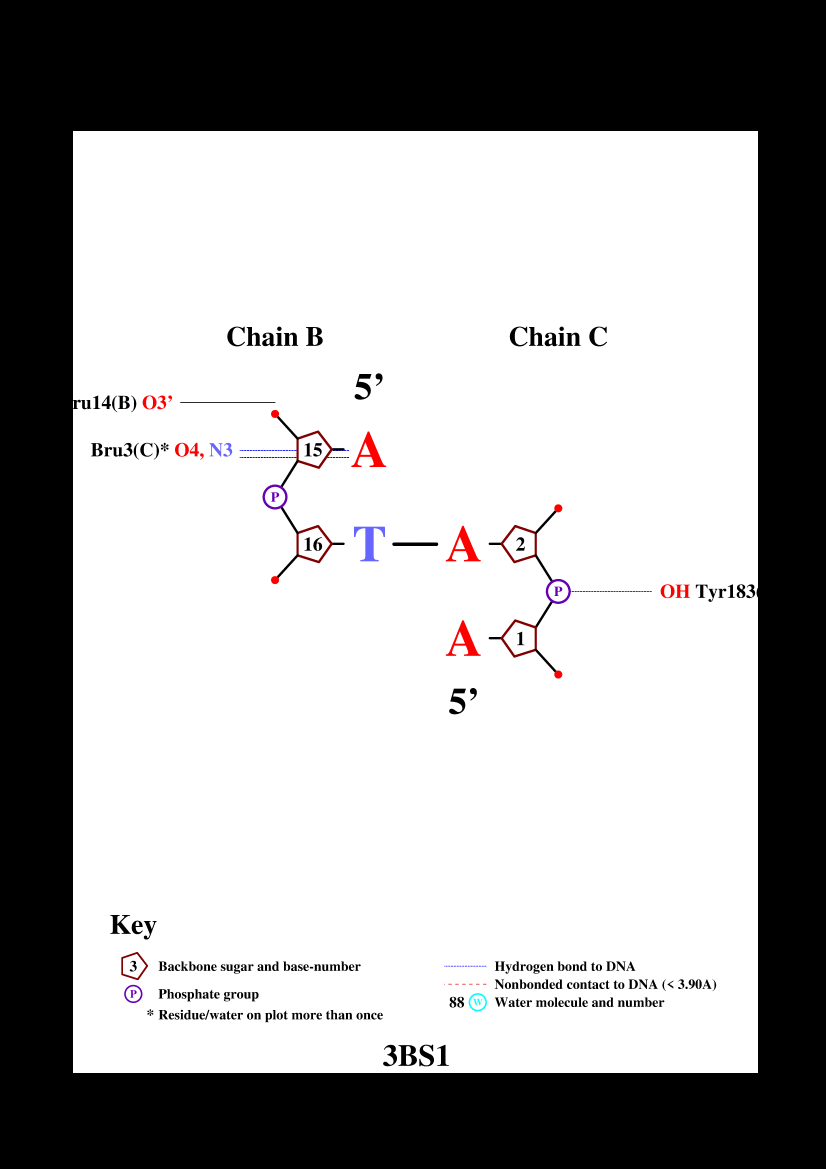 Chain B
Chain C
5’
ru14(B) O3’
Bru3(C)* O4, N3
15
A
P
16
T
A
2
P
OH Tyr183(
A
1
5’
Key
3
Backbone sugar and base-number
P
Phosphate group
* Residue/water on plot more than once
Hydrogen bond to DNA
Nonbonded contact to DNA (< 3.90A)
88 W Water molecule and number
3BS1